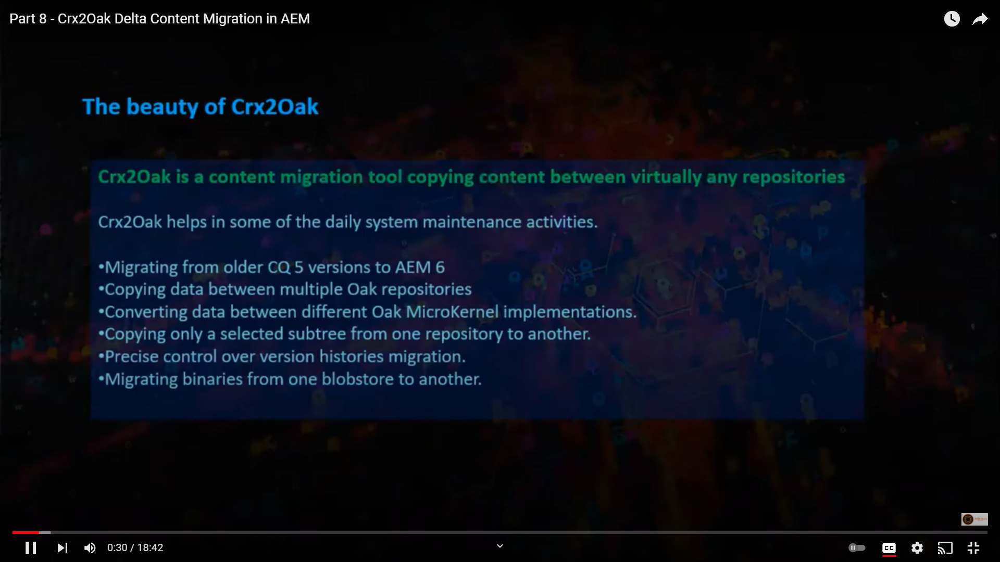 Part 8 - Crx2Oak Delta Content Migration in AEM
The beauty of Crx2Oak
Crx2Oak is a content migration tool copying content between virtually any repositories
Crx2Oak helps in some of the daily system maintenance activities.
•Migrating from older CQ 5 versions to AEM 6
•Copying data between multiple Oak repositories
•Converting data between different Oak MicroKernel implementations.
•Copying only a selected subtree from one repository to another.
•Precise control over version histories migration.
•Migrating binaries from one blobstore to another.
0:30 / 18:42
CC